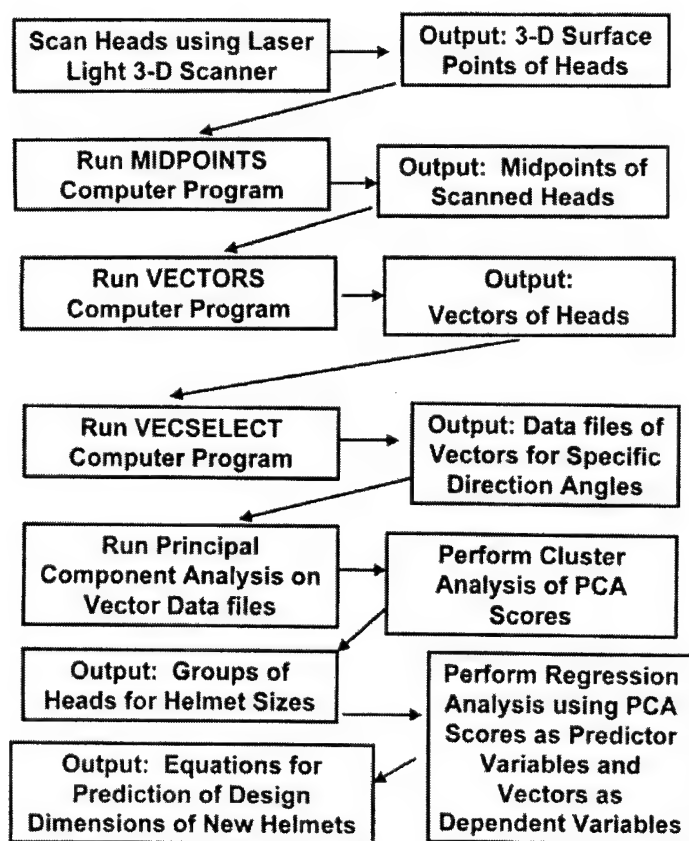 Scan Heads using Laser
Light 3-D Scanner
Output: 3-D Surface
Points of Heads
Run MIDPOINTS
Computer Program
Output: Midpoints of
Scanned Heads
Run VECTORS
Computer Program
Output:
Vectors of Heads
Run VECSELECT
Computer Program
Output: Data files of
Vectors for Specific
Direction Angles
Run Principal
Component Analysis on
Vector Data files
Perform Cluster
Analysis of PCA
Scores
Output: Groups of
Heads for Helmet Sizes
Perform Regression
Analysis using PCA
Scores as Predictor
Variables and
Vectors as
Dependent Variables
Output: Equations for
Prediction of Design
Dimensions of New Helmets